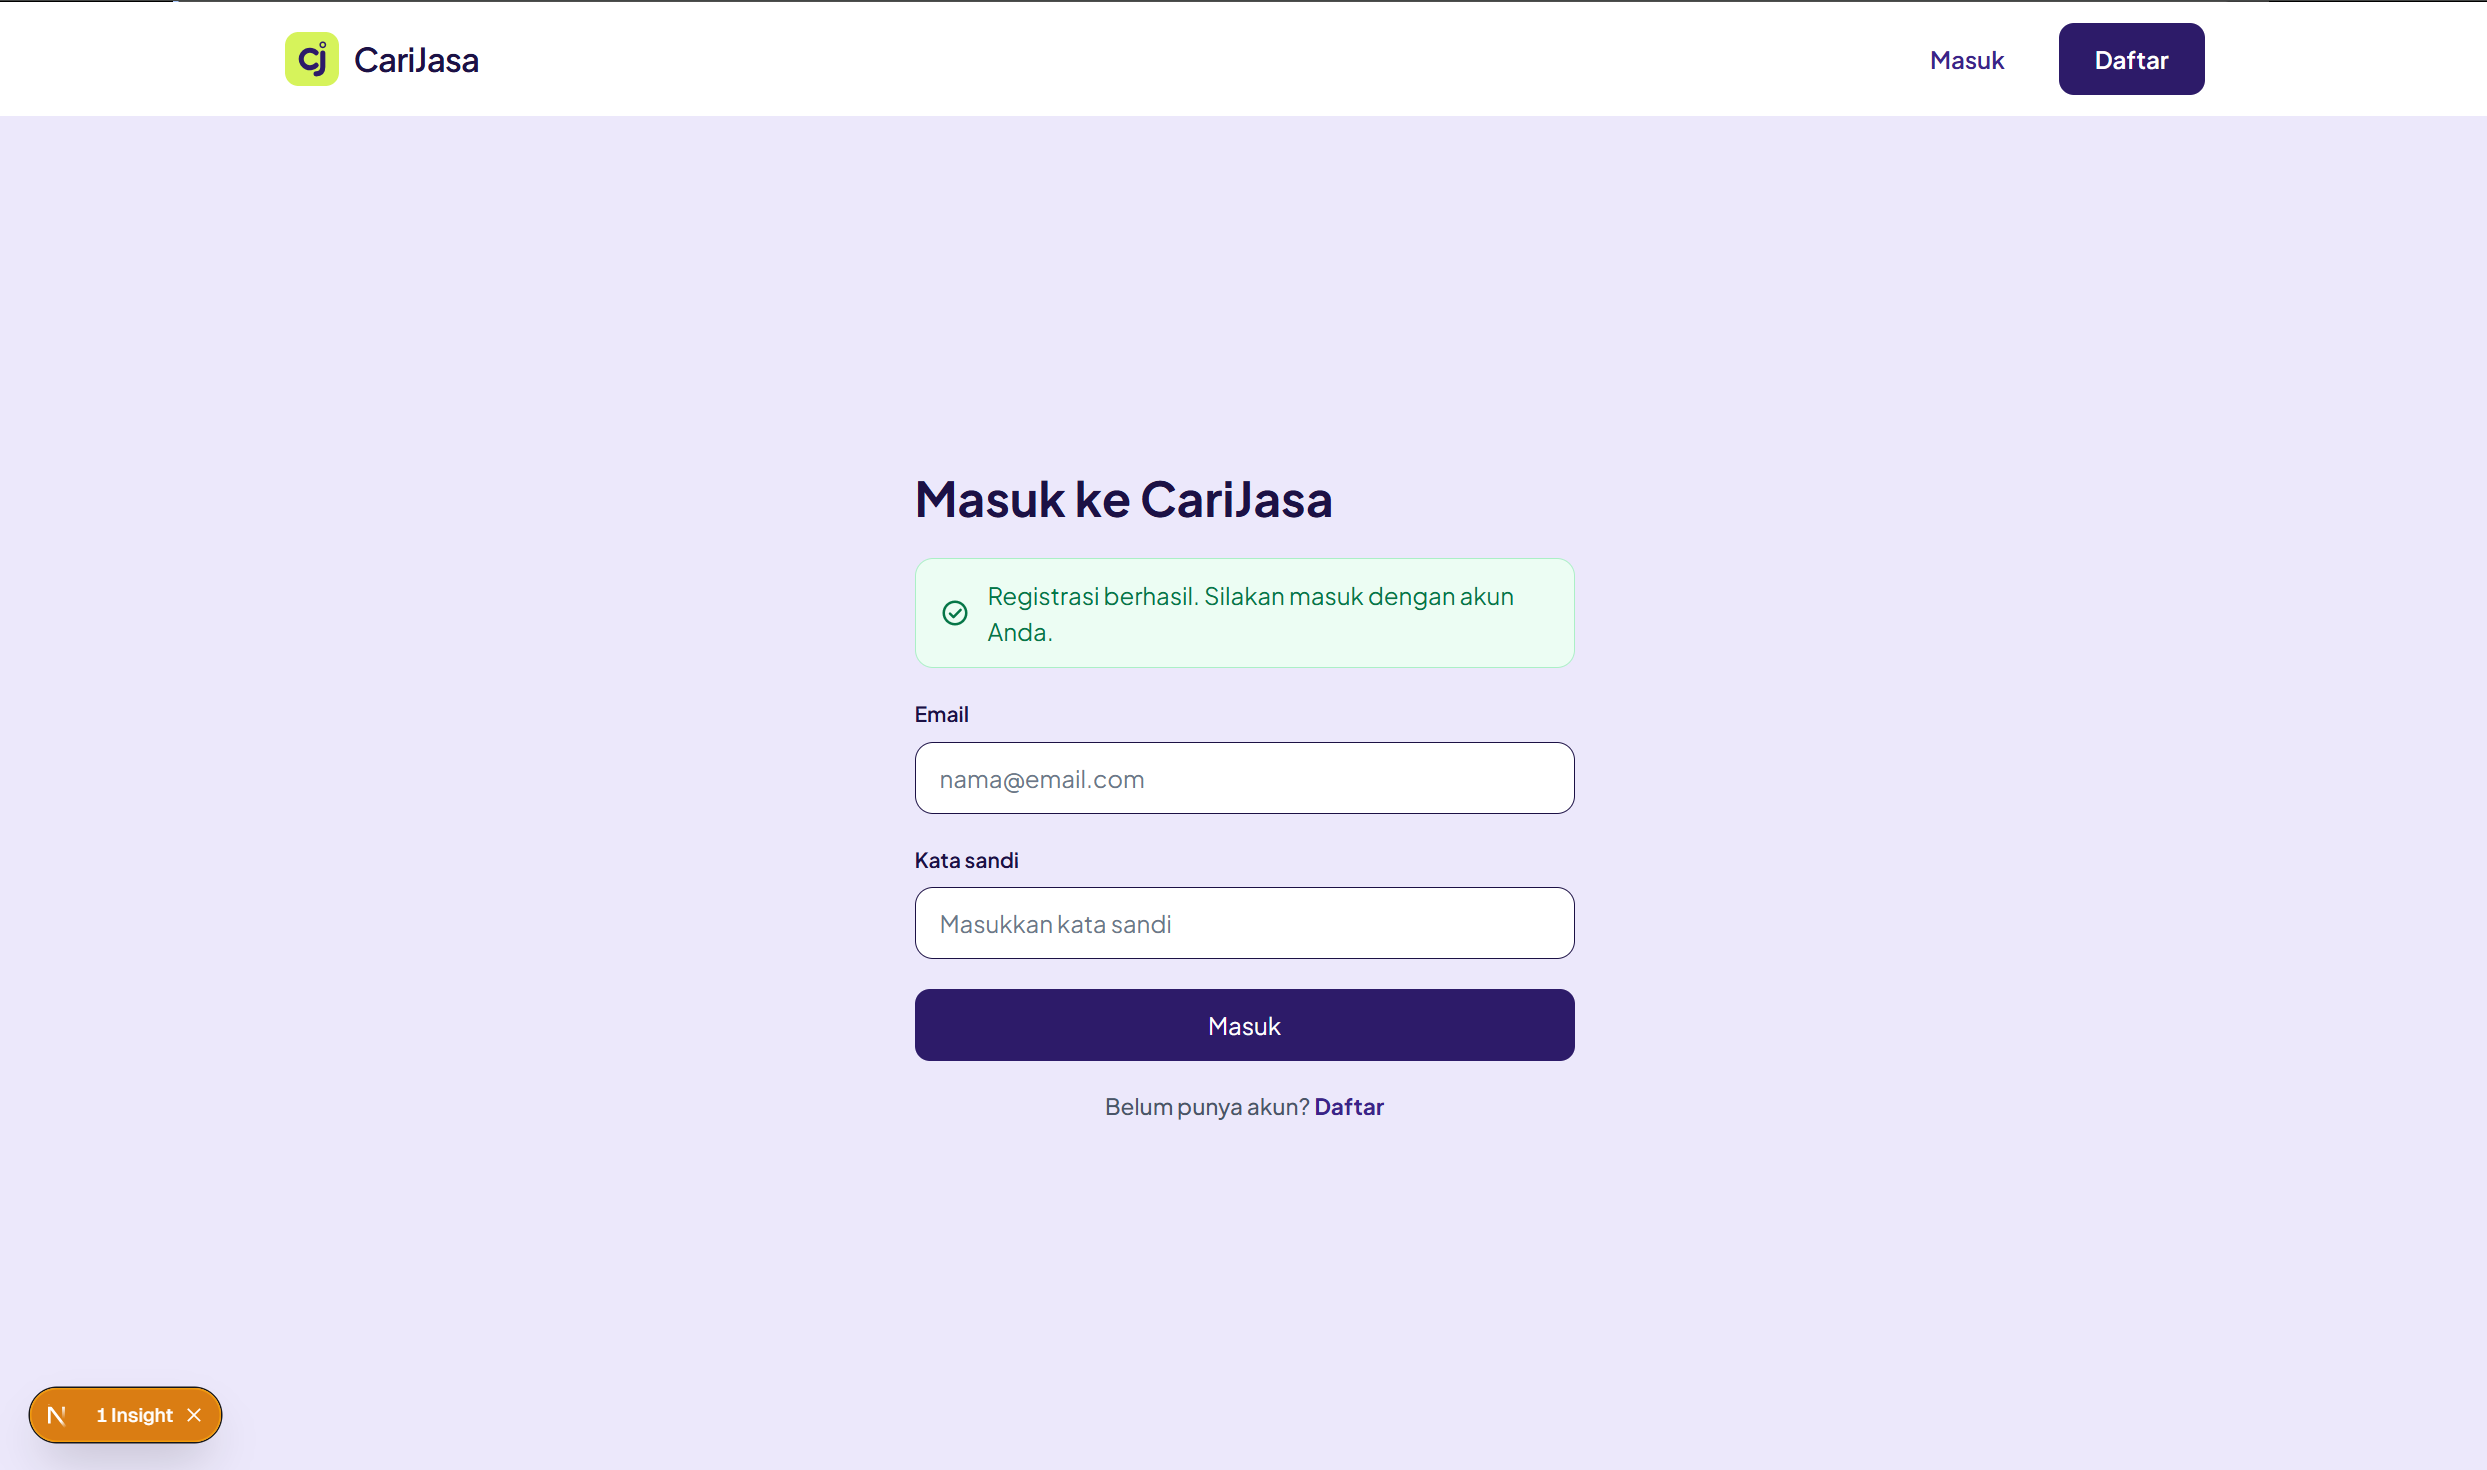 cj CariJasa
Masuk
Daftar
Masuk ke CariJasa
Registrasi berhasil. Silakan masuk dengan akun
Anda.
Email
nama@email.com
Kata sandi
Masukkan kata sandi
Masuk
Belum punya akun? Daftar
N 1 Insight